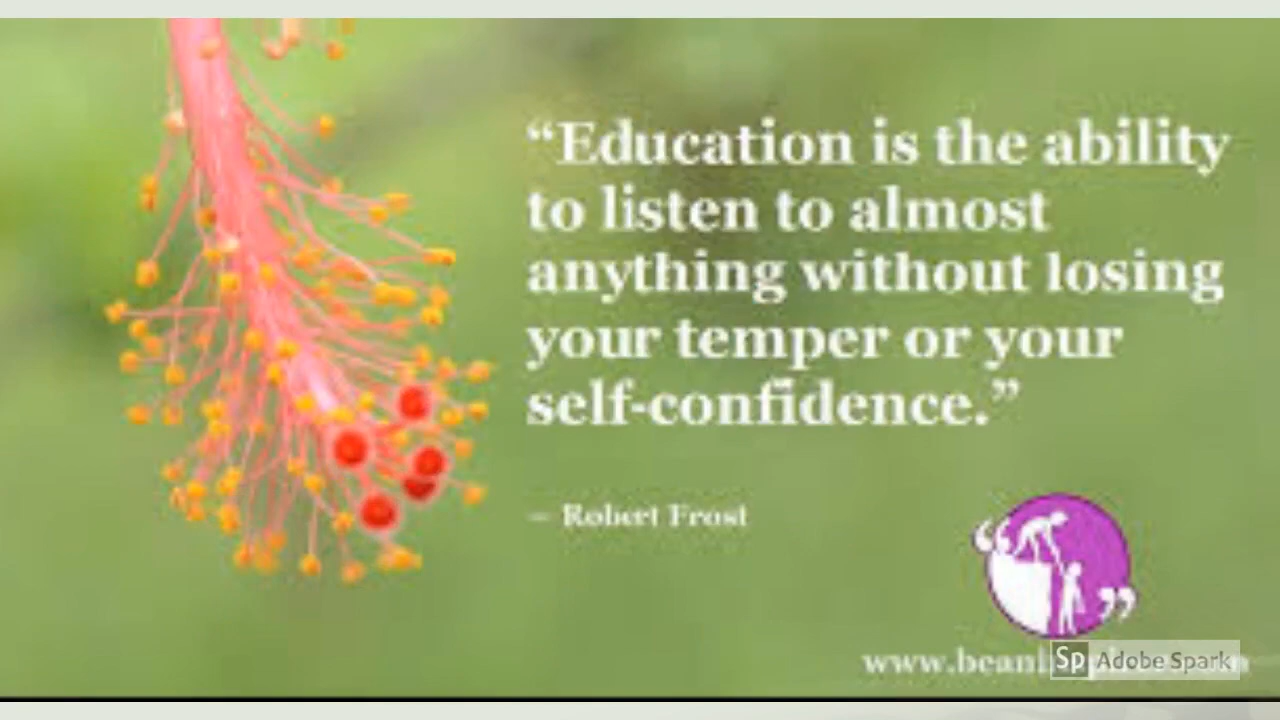 “Education is the ability
to listen to almost
anything without losing
your temper or your
self-confidence.”
— Robert Frost
“ ”
Sp Adobe Spark